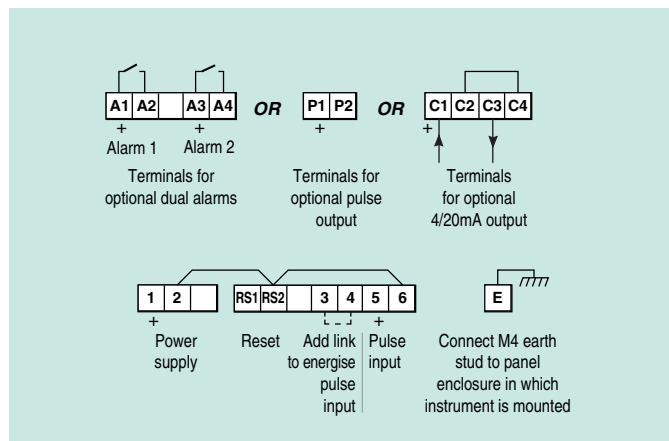 A1 A2 A3 A4 OR P1 P2 OR C1 C2 C3 C4
+ + + +
Alarm 1 Alarm 2
Terminals for
optional dual alarms
Terminals for
optional pulse
output
Terminals
for optional
4/20mA output
1 2 RS1 RS2 3 4 5 6 E
+ +
Power
supply
Reset
Add link
to energise
pulse
input
Pulse
input
Connect M4 earth
stud to panel
enclosure in which
instrument is mounted